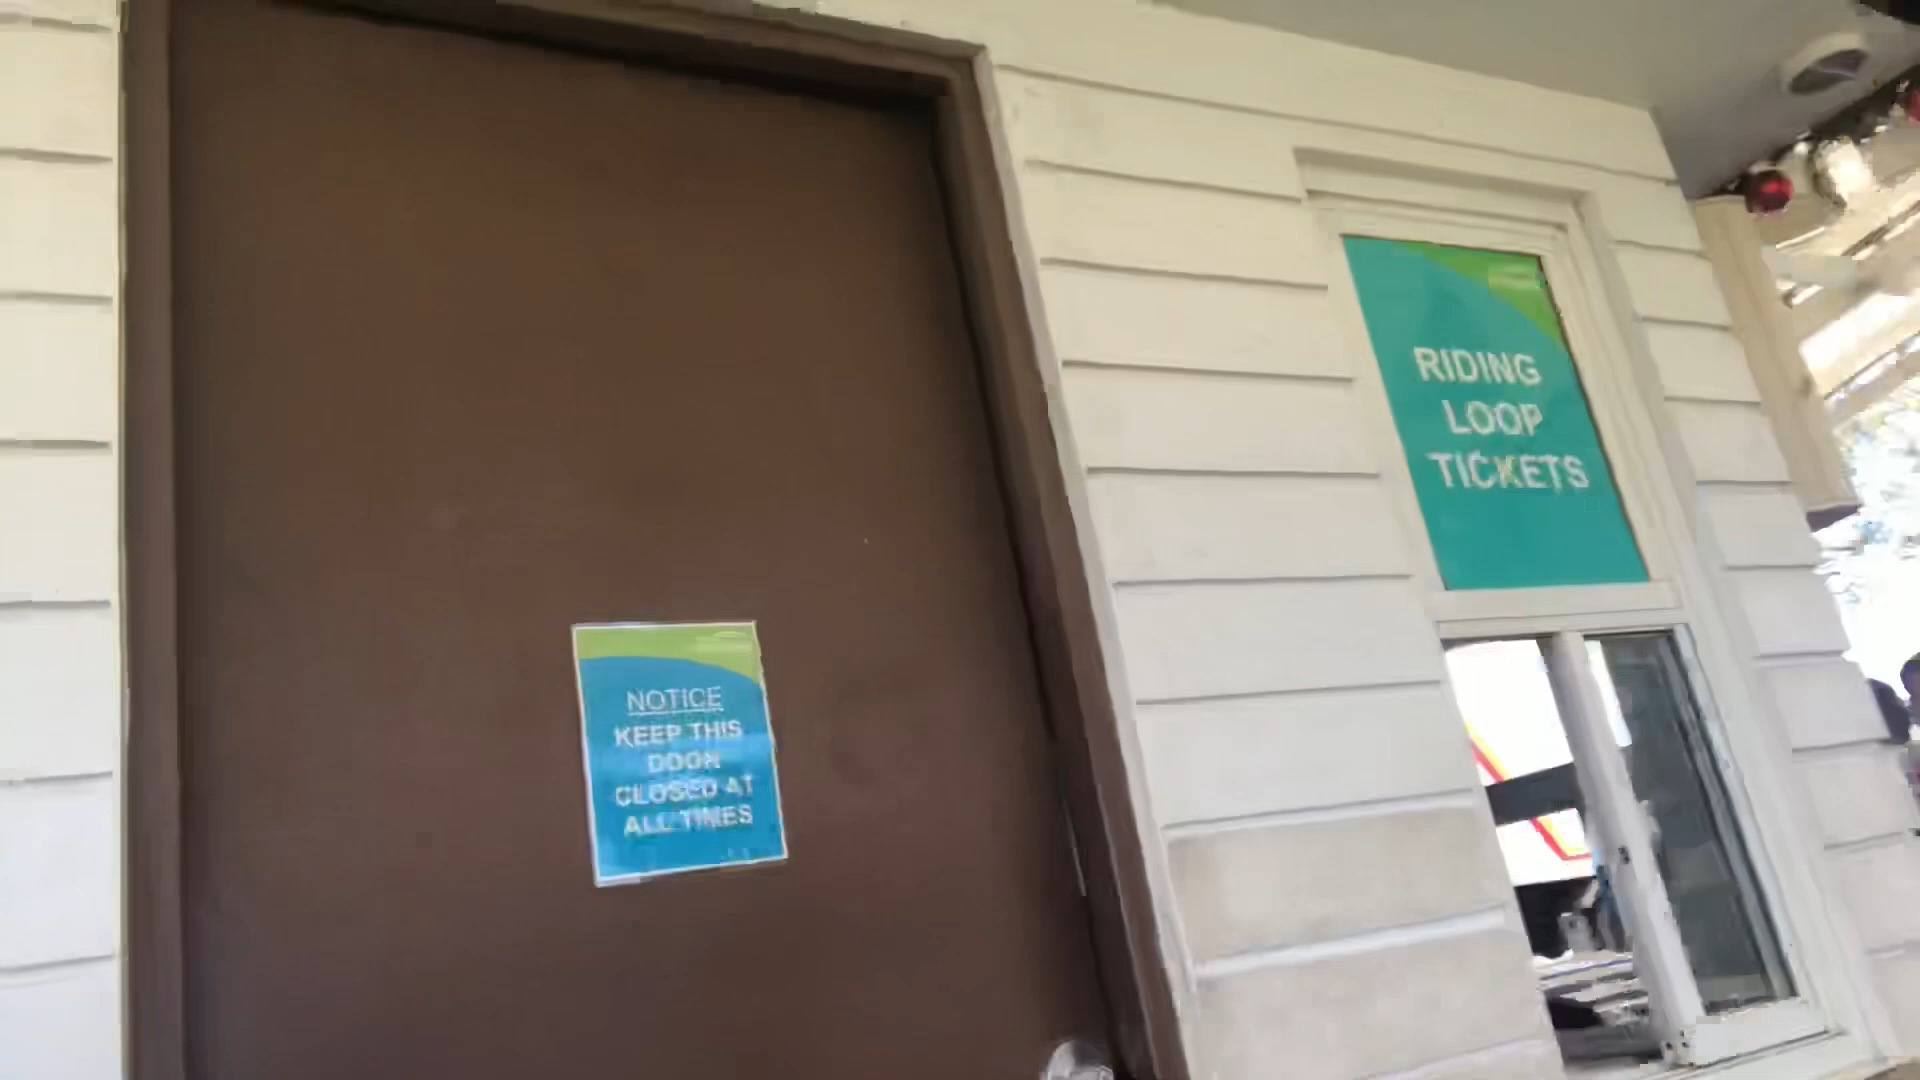 RIDING
LOOP
TICKETS
NOTICE
KEEP THIS
DOOR
CLOSED AT
ALL TIMES